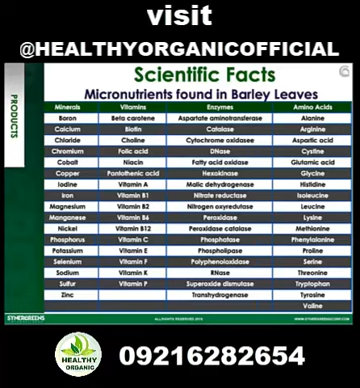 visit
@HEALTHYORGANICOFFICIAL
PRODUCTS
Scientific Facts
Micronutrients found in Barley Leaves
Minerals Vitamins Enzymes Amino Acids
Boron Beta carotene Aspartate aminotransferase Alanine
Calcium Biotin Catalase Arginine
Chloride Choline Cytochrome oxidasee Aspartic acid
Chromium Folic acid DNase Cystine
Cobalt Niacin Fatty acid oxidase Glutamic acid
Copper Pantothenic acid Hexokinase Glycine
Iodine Vitamin A Malic dehydrogenase Histidine
Iron Vitamin B1 Nitrate reductase Isoleucine
Magnesium Vitamin B2 Nitrogen oxyreductase Leucine
Manganese Vitamin B6 Peroxidase Lysine
Nickel Vitamin B12 Peroxidase catalase Methionine
Phosphorus Vitamin C Phosphatase Phenylalanine
Potassium Vitamin E Phospholipase Proline
Selenium Vitamin F Polyphenoloxidase Serine
Sodium Vitamin K RNase Threonine
Sulfur Vitamin P Superoxide dismutase Tryptophan
Zinc Transhydrogenase Tyrosine
Valine
SYNERGREENS ALL RIGHTS RESERVED 2019
HEALTHY
ORGANIC
09216282654